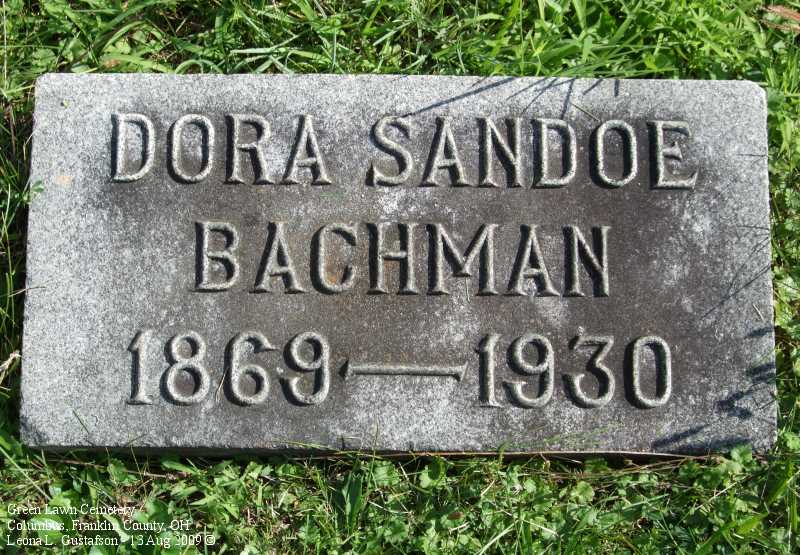 DORA SANDOE
BACHMAN
1869—1930
Green Lawn Cemetery
Columbus, Franklin County, OH
Leona L. Gustafson - 13 Aug 2009 ©